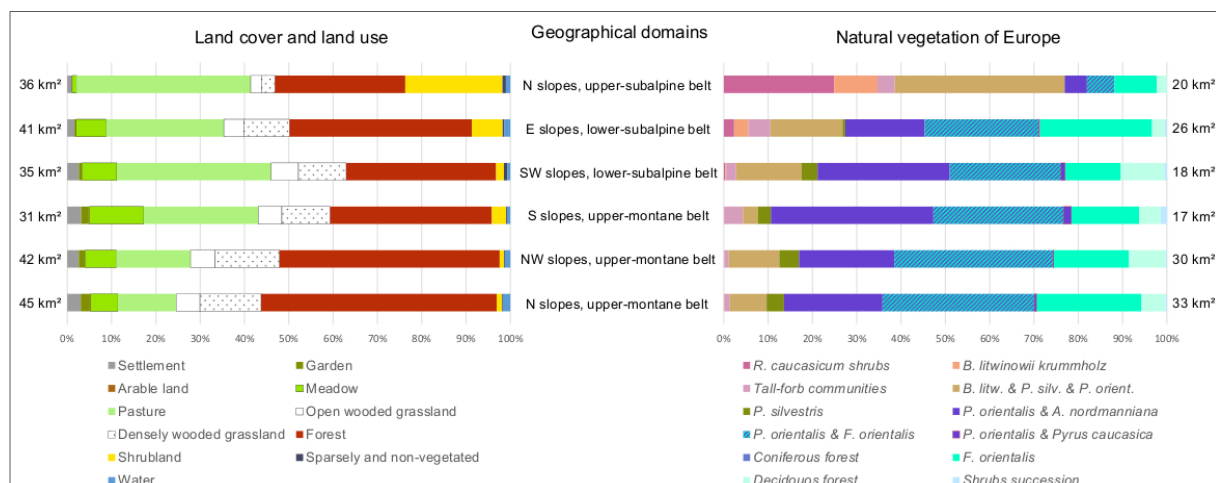 Land cover and land use Geographical domains Natural vegetation of Europe
36 km² N slopes, upper-subalpine belt 20 km²
41 km² E slopes, lower-subalpine belt 26 km²
35 km² SW slopes, lower-subalpine belt 18 km²
31 km² S slopes, upper-montane belt 17 km²
42 km² NW slopes, upper-montane belt 30 km²
45 km² N slopes, upper-montane belt 33 km²
0% 10% 20% 30% 40% 50% 60% 70% 80% 90% 100% 0% 10% 20% 30% 40% 50% 60% 70% 80% 90% 100%
Settlement Garden R. caucasicum shrubs B. litwinowii krummholz
Arable land Meadow Tall-forb communities B. litw. & P. silv. & P. orient.
Pasture Open wooded grassland P. silvestris P. orientalis & A. nordmanniana
Densely wooded grassland Forest P. orientalis & F. orientalis P. orientalis & Pyrus caucasica
Shrubland Sparsely and non-vegetated Coniferous forest F. orientalis
Water Decidouos forest Shrubs succession